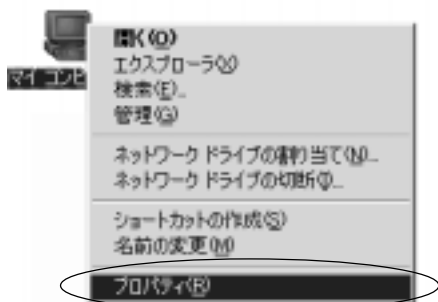 マイ コンピ
開く(O)
エクスプローラ(X)
検索(E)...
管理(G)
ネットワーク ドライブの割り当て(N)...
ネットワーク ドライブの切断(I)...
ショートカットの作成(S)
名前の変更(M)
プロパティ(R)